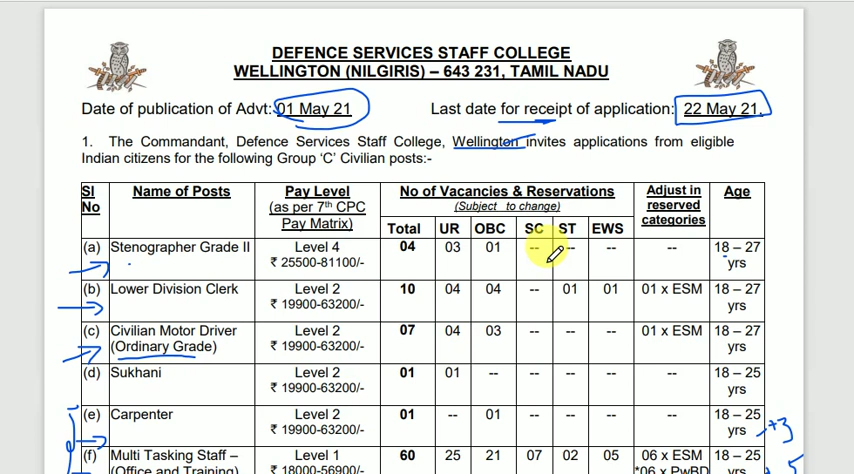 DEFENCE SERVICES STAFF COLLEGE
WELLINGTON (NILGIRIS) – 643 231, TAMIL NADU
Date of publication of Advt: 01 May 21 Last date for receipt of application: 22 May 21.
1. The Commandant, Defence Services Staff College, Wellington invites applications from eligible
Indian citizens for the following Group 'C' Civilian posts:-
Sl No Name of Posts Pay Level (as per 7th CPC Pay Matrix) No of Vacancies & Reservations (Subject to change) Adjust in reserved categories Age
Total UR OBC SC ST EWS
(a) Stenographer Grade II Level 4 04 03 01 -- -- -- -- 18 – 27
₹ 25500-81100/- yrs
(b) Lower Division Clerk Level 2 10 04 04 -- 01 01 01 x ESM 18 – 27
₹ 19900-63200/- yrs
(c) Civilian Motor Driver Level 2 07 04 03 -- -- -- 01 x ESM 18 – 27
(Ordinary Grade) ₹ 19900-63200/- yrs
(d) Sukhani Level 2 01 01 -- -- -- -- -- 18 – 25
₹ 19900-63200/- yrs
(e) Carpenter Level 2 01 -- 01 -- -- -- -- 18 – 25
₹ 19900-63200/- yrs
+3
(f) Multi Tasking Staff – Level 1 60 25 21 07 02 05 06 x ESM 18 – 25
(Office and Training) ₹ 18000-56900/- *06 x PwBD yrs
5